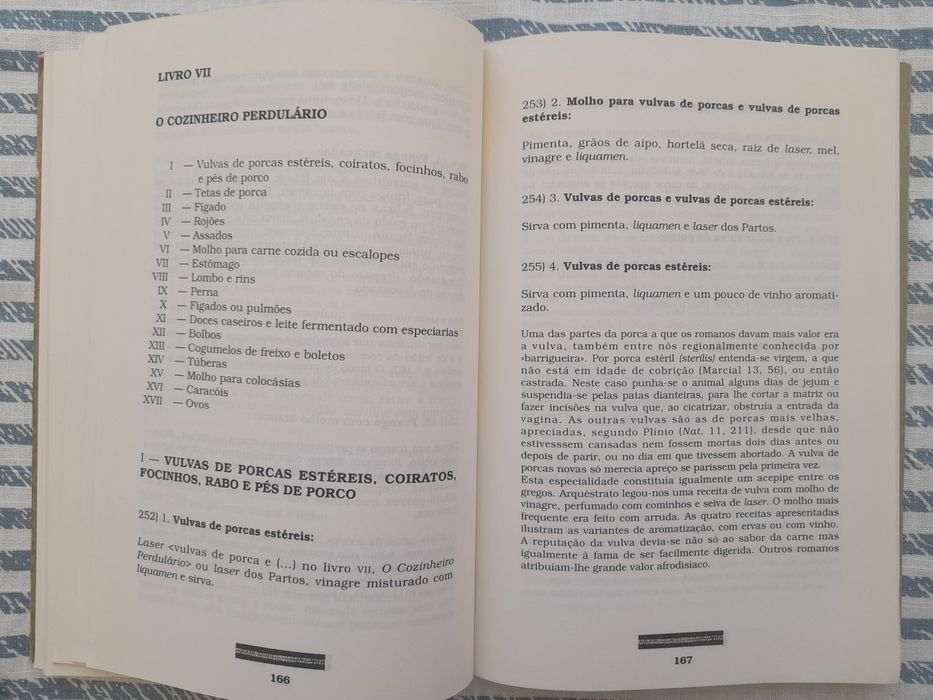 LIVRO VII
O COZINHEIRO PERDULÁRIO
I — Vulvas de porcas estéreis, coiratos, focinhos, rabo
e pés de porco
II — Tetas de porca
III — Fígado
IV — Rojões
V — Assados
VI — Molho para carne cozida ou escalopes
VII — Estômago
VIII — Lombo e rins
IX — Perna
X — Fígados ou pulmões
XI — Doces caseiros e leite fermentado com especiarias
XII — Bolbos
XIII — Cogumelos de freixo e boletos
XIV — Túberas
XV — Molho para colocásias
XVI — Caracóis
XVII — Ovos
I — VULVAS DE PORCAS ESTÉREIS, COIRATOS,
FOCINHOS, RABO E PÉS DE PORCO
252) 1. Vulvas de porcas estéreis:
Laser <vulvas de porca e (...) no livro VII, O Cozinheiro
Perdulário> ou laser dos Partos, vinagre misturado com
liquamen e sirva.
166
253) 2. Molho para vulvas de porcas e vulvas de porcas
estéreis:
Pimenta, grãos de aipo, hortelã seca, raiz de laser, mel,
vinagre e liquamen.
254) 3. Vulvas de porcas e vulvas de porcas estéreis:
Sirva com pimenta, liquamen e laser dos Partos.
255) 4. Vulvas de porcas estéreis:
Sirva com pimenta, liquamen e um pouco de vinho aromati-
zado.
Uma das partes da porca a que os romanos davam mais valor era
a vulva, também entre nós regionalmente conhecida por
«barrigueira». Por porca estéril (sterilis) entenda-se virgem, a que
não está em idade de cobrição (Marcial 13, 56), ou então
castrada. Neste caso punha-se o animal alguns dias de jejum e
suspendia-se pelas patas dianteiras, para lhe cortar a matriz ou
fazer incisões na vulva que, ao cicatrizar, obstruia a entrada da
vagina. As outras vulvas são as de porcas mais velhas,
apreciadas, segundo Plínio (Nat. 11, 211), desde que não
estivesssem cansadas nem fossem mortas dois dias antes ou
depois de parir, ou no dia em que tivessem abortado. A vulva de
porcas novas só merecia apreço se parissem pela primeira vez.
Esta especialidade constituia igualmente um acepipe entre os
gregos. Arquéstrato legou-nos uma receita de vulva com molho de
vinagre, perfumado com cominhos e seiva de laser. O molho mais
frequente era feito com arruda. As quatro receitas apresentadas
ilustram as variantes de aromatização, com ervas ou com vinho.
A reputação da vulva devia-se não só ao sabor da carne mas
igualmente à fama de ser facilmente digerida. Outros romanos
atribuiam-lhe grande valor afrodisíaco.
167